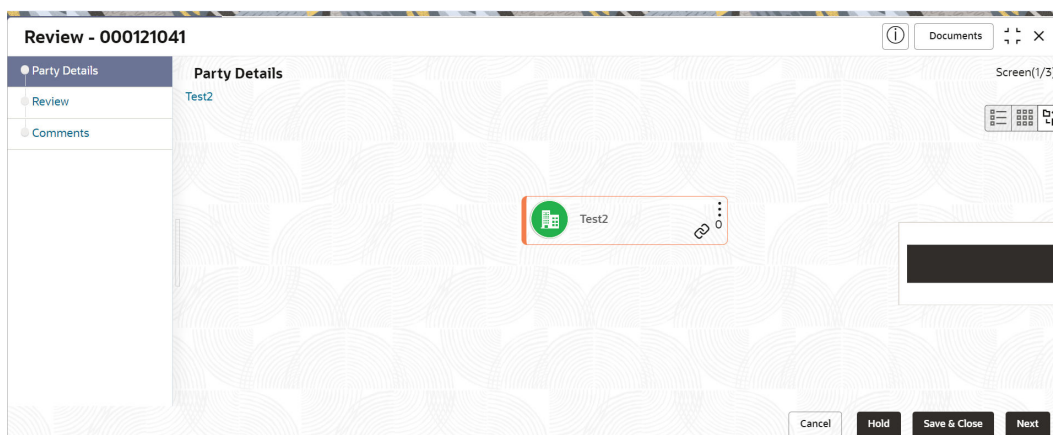 Review - 000121041
Documents
Party Details
Review
Comments
Party Details
Screen(1/3)
Test2
Test2
0
Cancel
Hold
Save & Close
Next